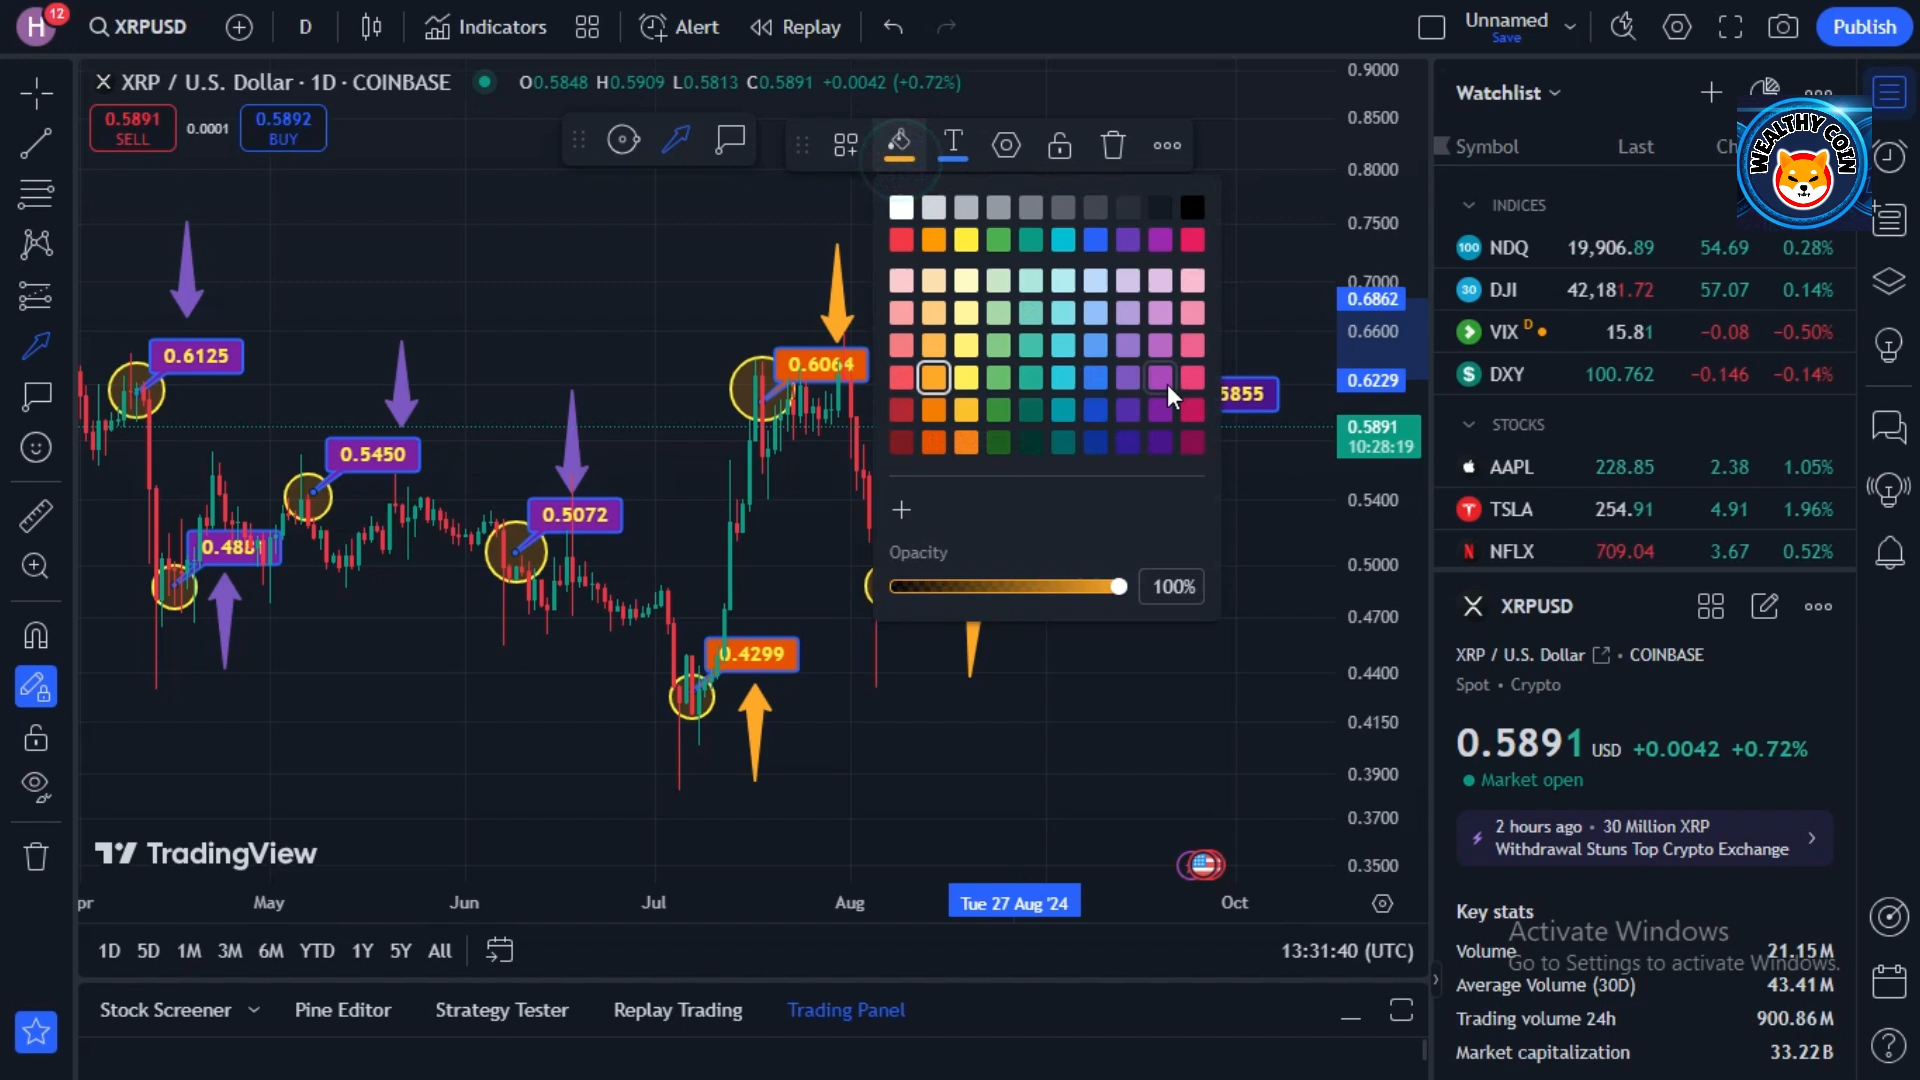 H
12
XRPUSD
D
Indicators
Alert
Replay
Unnamed
Save
Publish
XRP / U.S. Dollar · 1D · COINBASE
O0.5848 H0.5909 L0.5813 C0.5891 +0.0042 (+0.72%)
0.5891
SELL
0.0001
0.5892
BUY
T
0.9000
0.8500
0.8000
0.7500
0.7000
0.6862
0.6600
0.6229
0.5891
10:28:19
0.5400
0.5000
0.4700
0.4400
0.4150
0.3900
0.3700
0.3500
0.6125
0.5450
0.5072
0.6064
0.4299
5855
Opacity
100%
TradingView
pr
May
Jun
Jul
Aug
Tue 27 Aug '24
Oct
1D 5D 1M 3M 6M YTD 1Y 5Y All
13:31:40 (UTC)
Stock Screener
Pine Editor
Strategy Tester
Replay Trading
Trading Panel
Watchlist
WEALTHY COIN
Symbol Last Ch
INDICES
100 NDQ 19,906.89 54.69 0.28%
30 DJI 42,181.72 57.07 0.14%
VIX D 15.81 −0.08 −0.50%
$ DXY 100.762 −0.146 −0.14%
STOCKS
AAPL 228.85 2.38 1.05%
TSLA 254.91 4.91 1.96%
N NFLX 709.04 3.67 0.52%
XRPUSD
XRP / U.S. Dollar • COINBASE
Spot • Crypto
0.5891 USD +0.0042 +0.72%
Market open
2 hours ago • 30 Million XRP
Withdrawal Stuns Top Crypto Exchange
Key stats
Activate Windows
Go to Settings to activate Windows.
Volume 21.15M
Average Volume (30D) 43.41M
Trading volume 24h 900.86M
Market capitalization 33.22B